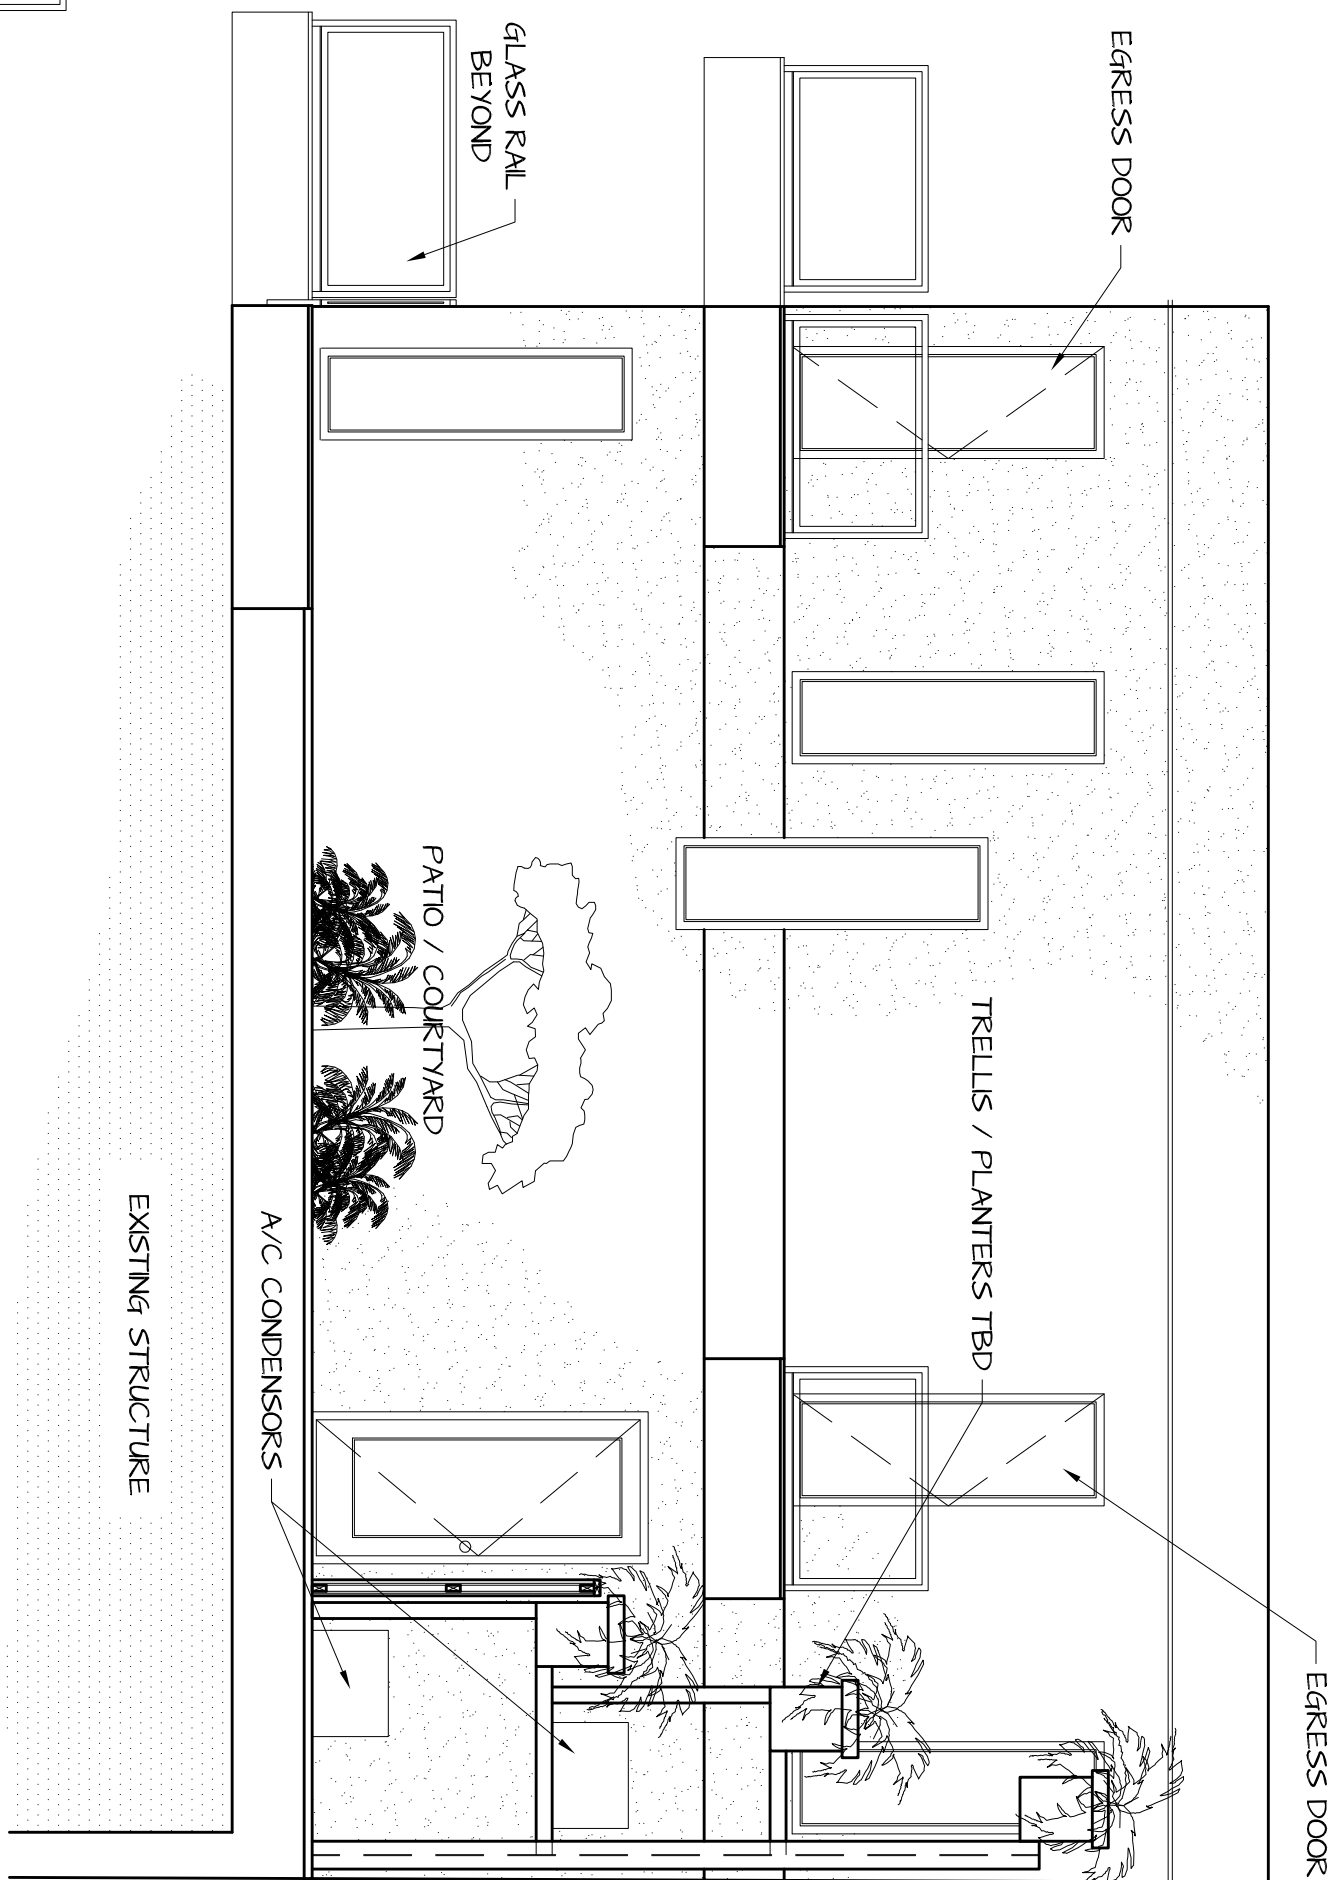 EGRESS DOOR
EGRESS DOOR
TRELLIS / PLANTERS TBD
GLASS RAIL
BEYOND
PATIO / COURTYARD
A/C CONDENSORS
EXISTING STRUCTURE